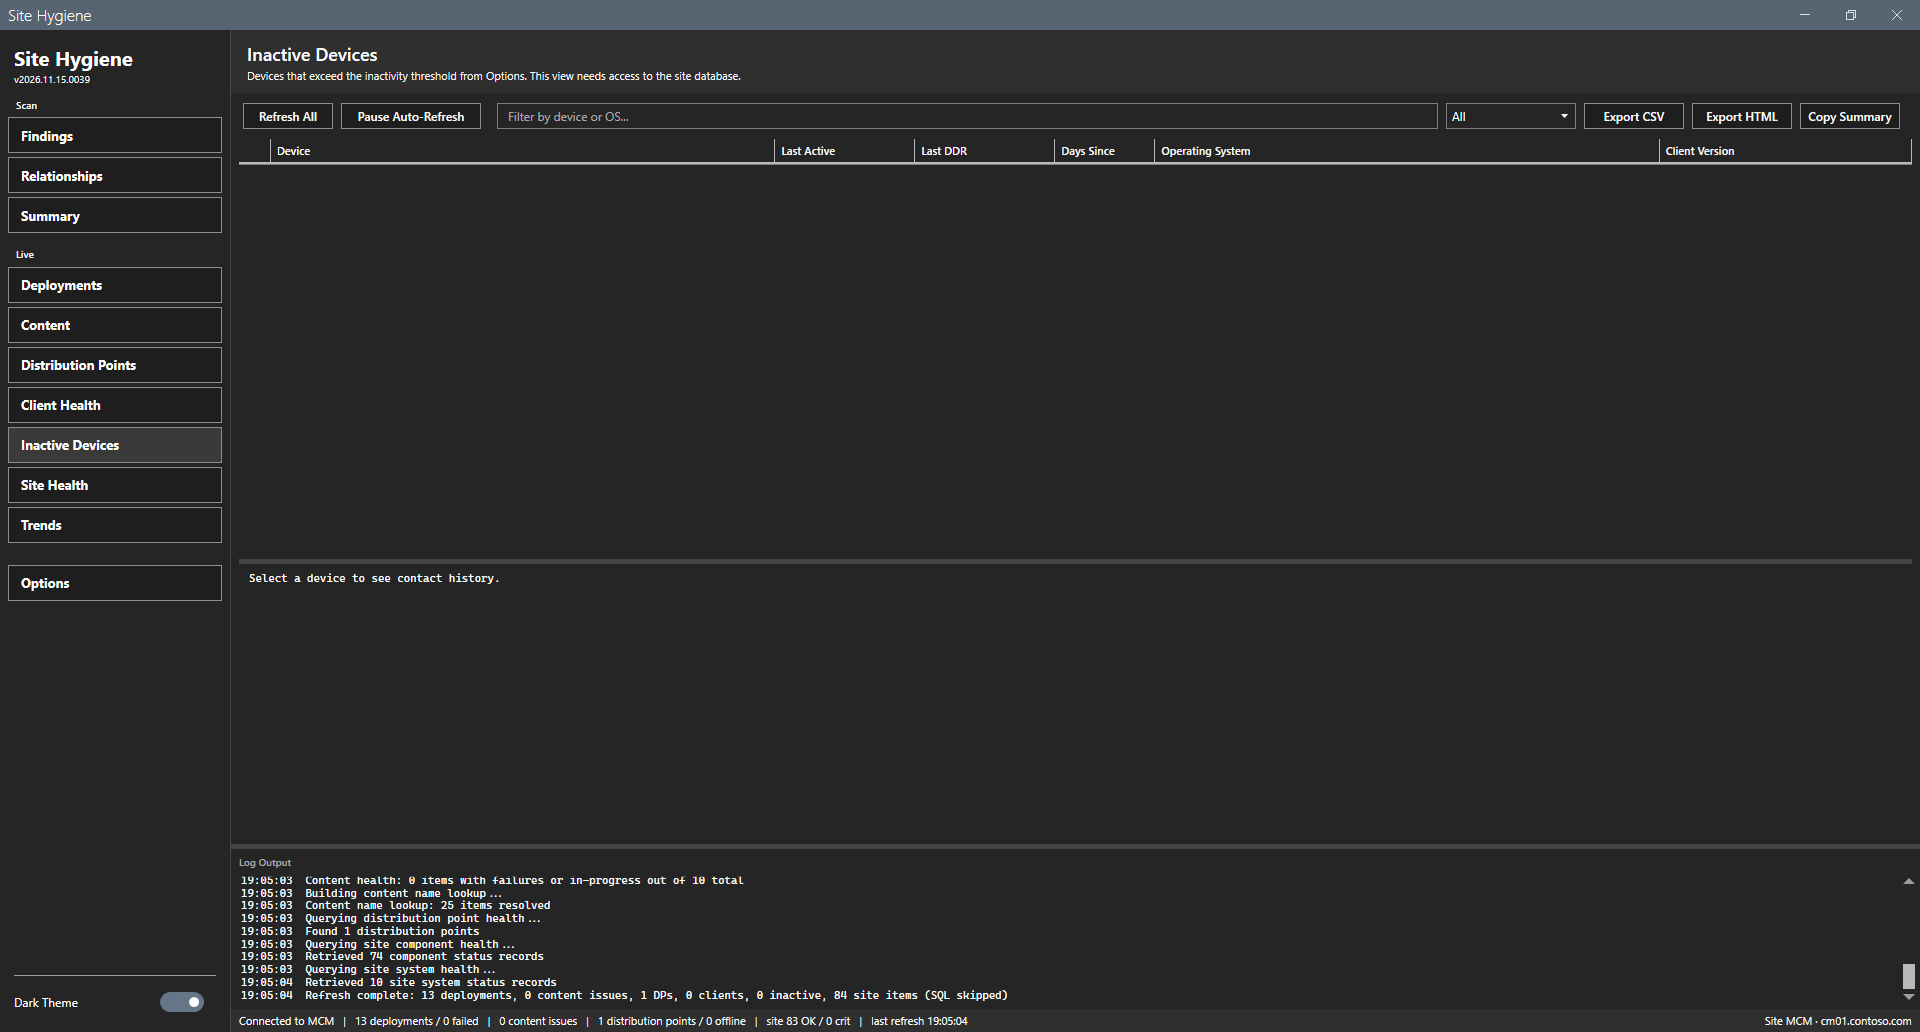 Site Hygiene
Site Hygiene
v2026.11.15.0039
Scan
Findings
Relationships
Summary
Live
Deployments
Content
Distribution Points
Client Health
Inactive Devices
Site Health
Trends
Options
Dark Theme
Inactive Devices
Devices that exceed the inactivity threshold from Options. This view needs access to the site database.
Refresh All Pause Auto-Refresh Filter by device or OS... All Export CSV Export HTML Copy Summary
Device Last Active Last DDR Days Since Operating System Client Version
Select a device to see contact history.
Log Output
19:05:03 Content health: 0 items with failures or in-progress out of 10 total
19:05:03 Building content name lookup...
19:05:03 Content name lookup: 25 items resolved
19:05:03 Querying distribution point health...
19:05:03 Found 1 distribution points
19:05:03 Querying site component health...
19:05:03 Retrieved 74 component status records
19:05:03 Querying site system health...
19:05:04 Retrieved 10 site system status records
19:05:04 Refresh complete: 13 deployments, 0 content issues, 1 DPs, 0 clients, 0 inactive, 84 site items (SQL skipped)
Connected to MCM | 13 deployments / 0 failed | 0 content issues | 1 distribution points / 0 offline | site 83 OK / 0 crit | last refresh 19:05:04 Site MCM · cm01.contoso.com